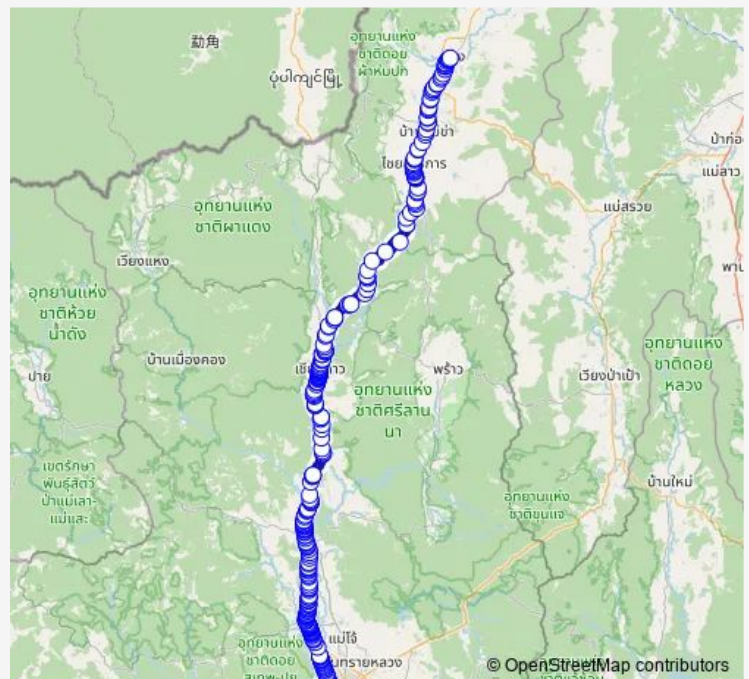 勐角
ပုံပါကျင်မြို့
อุทยานแห่ง
ชาติดอย
ผ้าห่มปก
ป่าก่อ
แม่ลาว
แม่สรวย
อุทยานแห่ง
ชาติผาแดง
เวียงแหง
พาน
อุทยานแห่ง
ชาติห้วย
น้ำดัง
บ้านเมืองคอง
ปาย
พร้าว
เวียงป่าเป้า
อุทยานแห่ง
ชาติดอย
หลวง
อุทยานแห่ง
ชาติศรีลาน
นา
เขตรักษา
พันธุ์สัตว์
ป่าแม่เลา-
แม่แสะ
บ้านใหม่
อุทยานแห่ง
ชาติขุนแจ
แม่โจ้
อุทยานแห่ง
ชาติดอย
© OpenStreetMap contributors